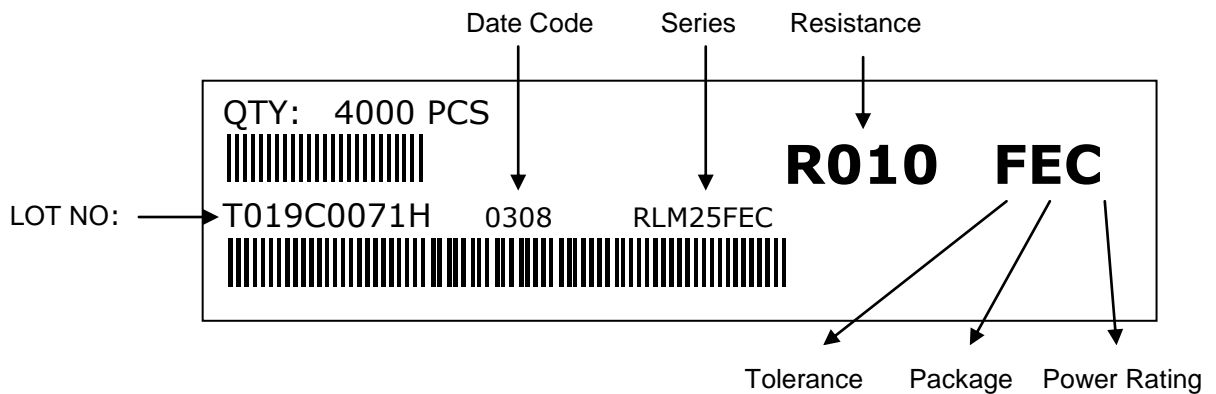 Date Code Series Resistance
QTY: 4000 PCS
R010 FEC
LOT NO: T019C0071H 0308 RLM25FEC
Tolerance Package Power Rating